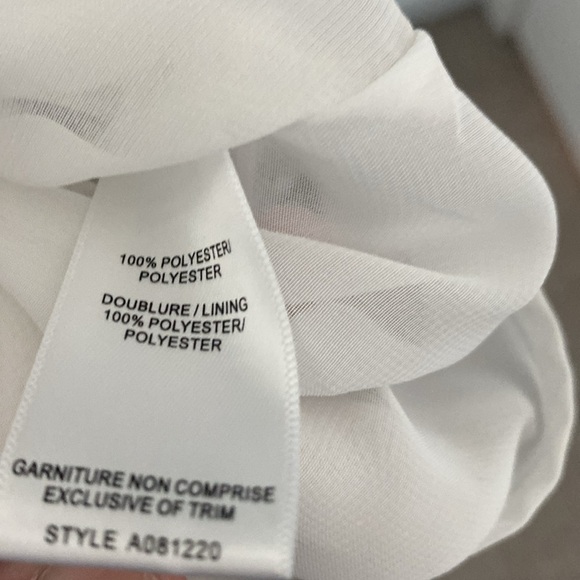 100% POLYESTER/
POLYESTER
DOUBLURE / LINING
100% POLYESTER/
POLYESTER
GARNITURE NON COMPRISE
EXCLUSIVE OF TRIM
STYLE A081220